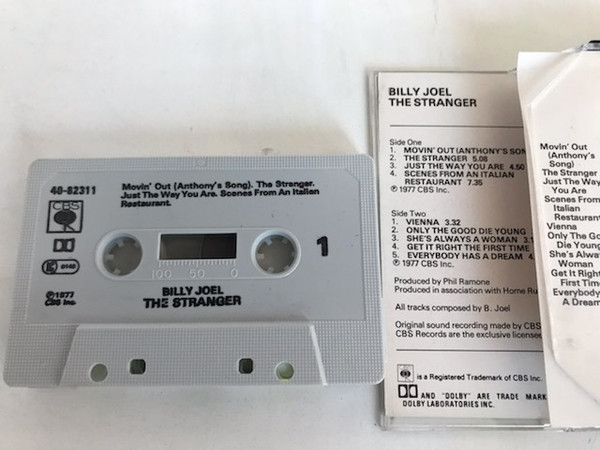 40-82311
Movin' Out (Anthony's Song). The Stranger.
Just The Way You Are. Scenes From An Italian
Restaurant.
CBS
1
100 50 0
℗1977
CBS Inc.
BILLY JOEL
THE STRANGER
BILLY JOEL
THE STRANGER
Side One
1. MOVIN' OUT (ANTHONY'S SON
2. THE STRANGER 5.08
3. JUST THE WAY YOU ARE 4.50
4. SCENES FROM AN ITALIAN
RESTAURANT 7.35
℗ 1977 CBS Inc.
Side Two
1. VIENNA 3.32
2. ONLY THE GOOD DIE YOUNG
3. SHE'S ALWAYS A WOMAN 3.1
4. GET IT RIGHT THE FIRST TIME
5. EVERYBODY HAS A DREAM 4
℗ 1977 CBS Inc.
Produced by Phil Ramone
Produced in association with Home Ru
All tracks composed by B. Joel
Original sound recording made by CBS
CBS Records are the exclusive licensee
is a Registered Trademark of CBS Inc.
AND "DOLBY" ARE TRADE MARK
DOLBY LABORATORIES INC.
Movin' Out
(Anthony's
Song)
The Stranger
Just The Way
You Are
Scenes From
Italian
Restaurant
Vienna
Only The Go
Die Young
She's Alwa
Woman
Get It Right
First Time
Everybody
A Dream